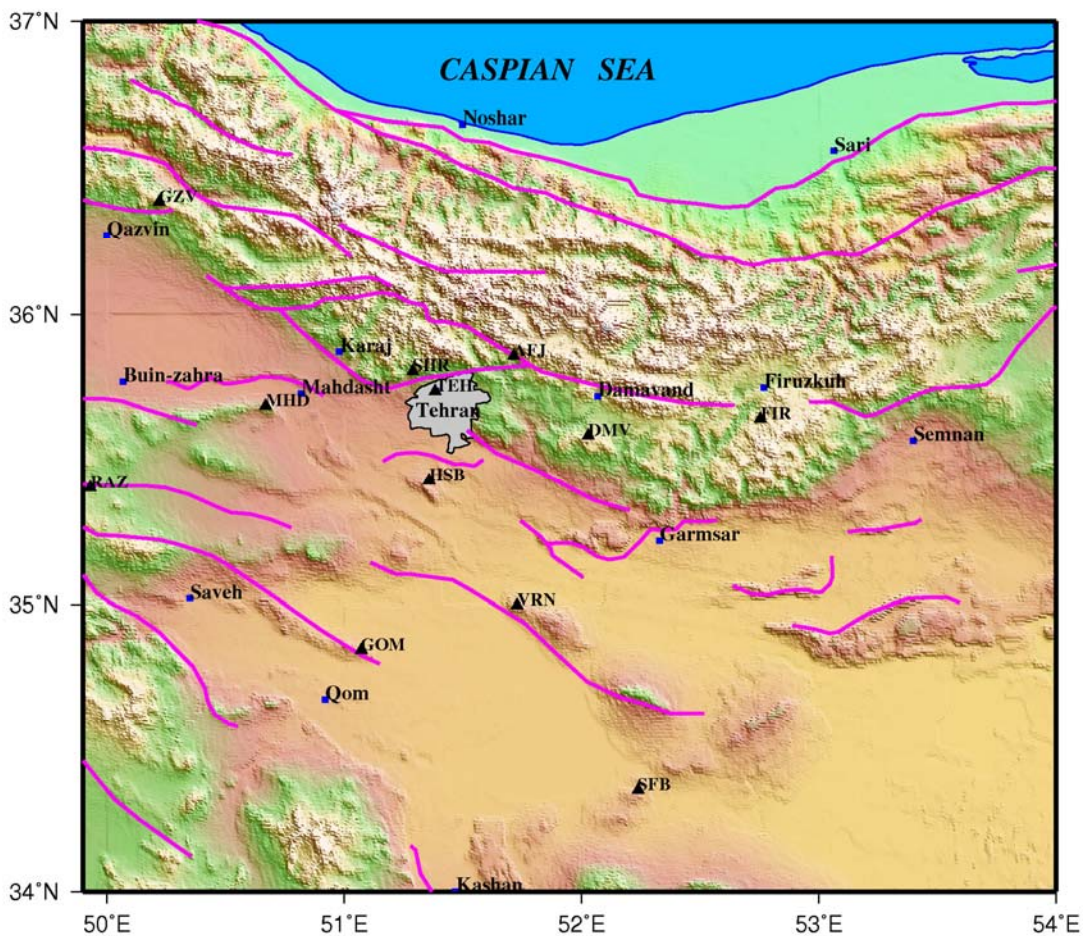 37°N
CASPIAN SEA
Noshar
Sari
GZV
Qazvin
36°N
Karaj
AFJ
SHR
Buin-zahra
Mahdasht
TEH
Damavand
Firuzkuh
MHD
Tehran
FIR
DMV
Semnan
HSB
RAZ
Garmsar
35°N
Saveh
VRN
GOM
Qom
SFB
34°N
Kashan
50°E
51°E
52°E
53°E
54°E